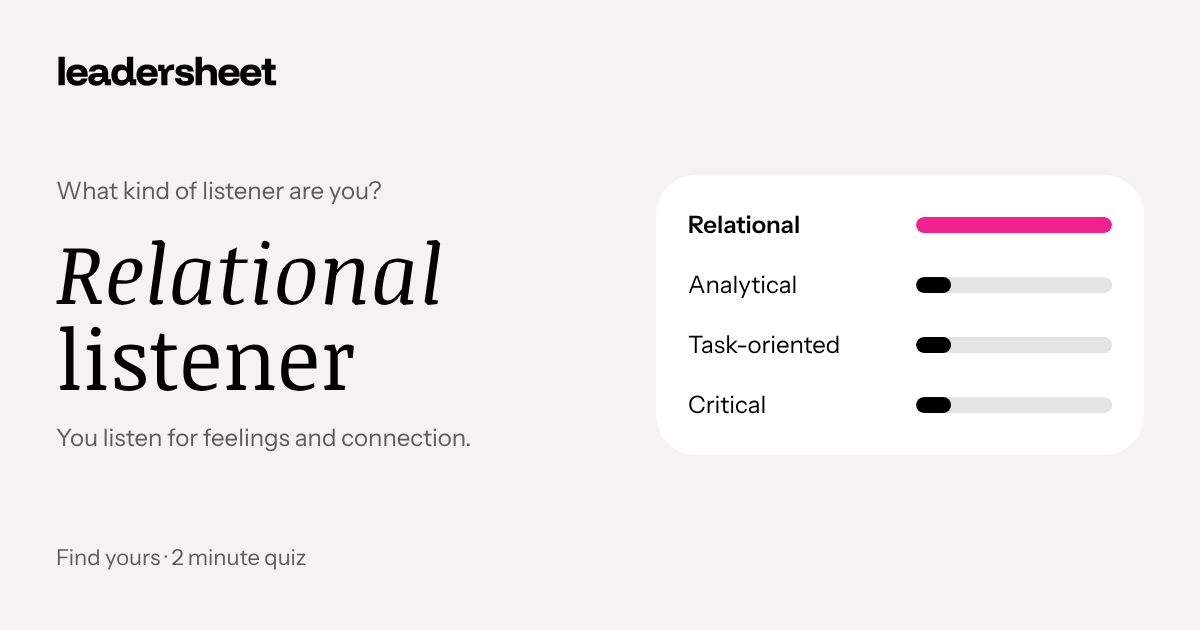 leadersheet
What kind of listener are you?
Relational
listener
You listen for feelings and connection.
Find yours · 2 minute quiz
Relational
Analytical
Task-oriented
Critical